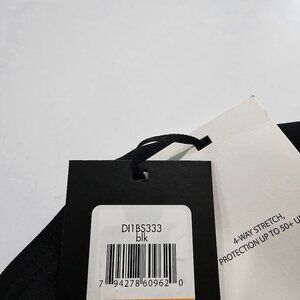 DI1BS333
blk
7 94278 60962 0
4-WAY STRETCH,
PROTECTION UP TO 50+ U